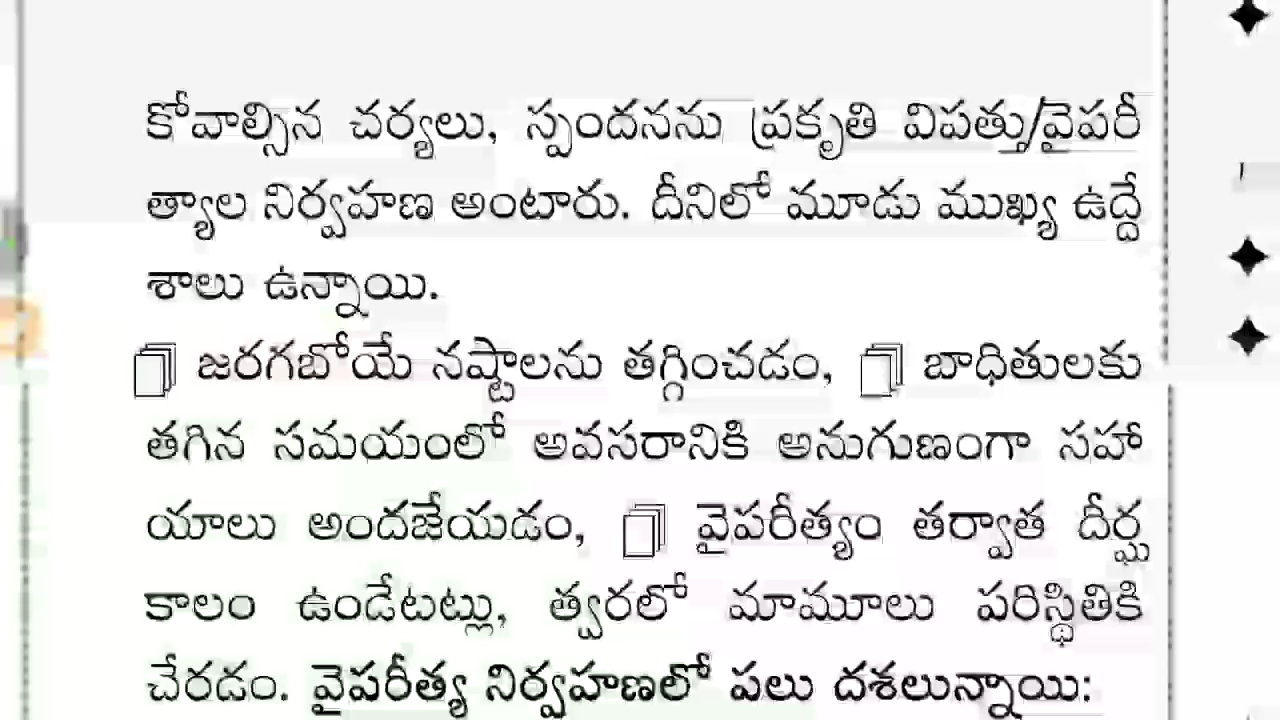 కోవాల్సిన చర్యలు, స్పందనను ప్రకృతి విపత్తు/వైపరీ
త్యాల నిర్వహణ అంటారు. దీనిలో మూడు ముఖ్య ఉద్దే
శాలు ఉన్నాయి.
❐ జరగబోయే నష్టాలను తగ్గించడం, ❐ బాధితులకు
తగిన సమయంలో అవసరానికి అనుగుణంగా సహా
యాలు అందజేయడం, ❐ వైపరీత్యం తర్వాత దీర్ఘ
కాలం ఉండేటట్లు, త్వరలో మామూలు పరిస్థితికి
చేరడం. వైపరీత్య నిర్వహణలో పలు దశలున్నాయి: